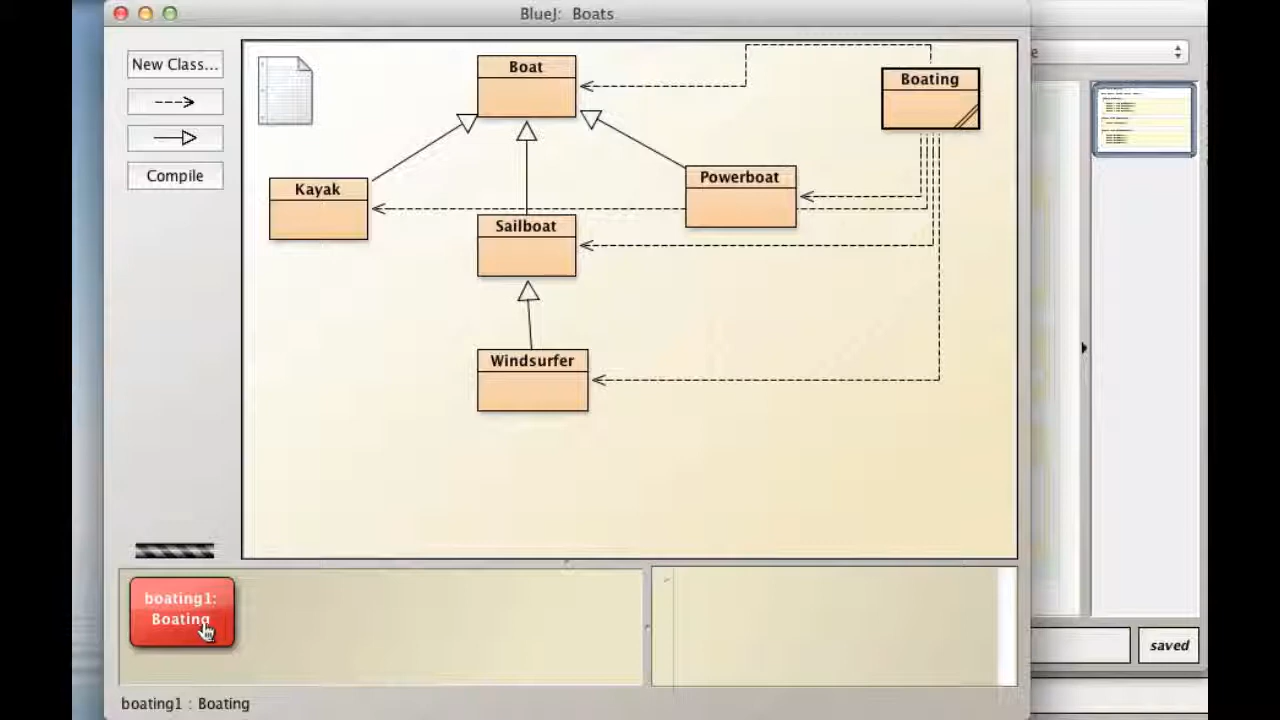 BlueJ: Boats
New Class...
Compile
Boat
Boating
Kayak
Powerboat
Sailboat
Windsurfer
boating1:
Boating
saved
boating1 : Boating